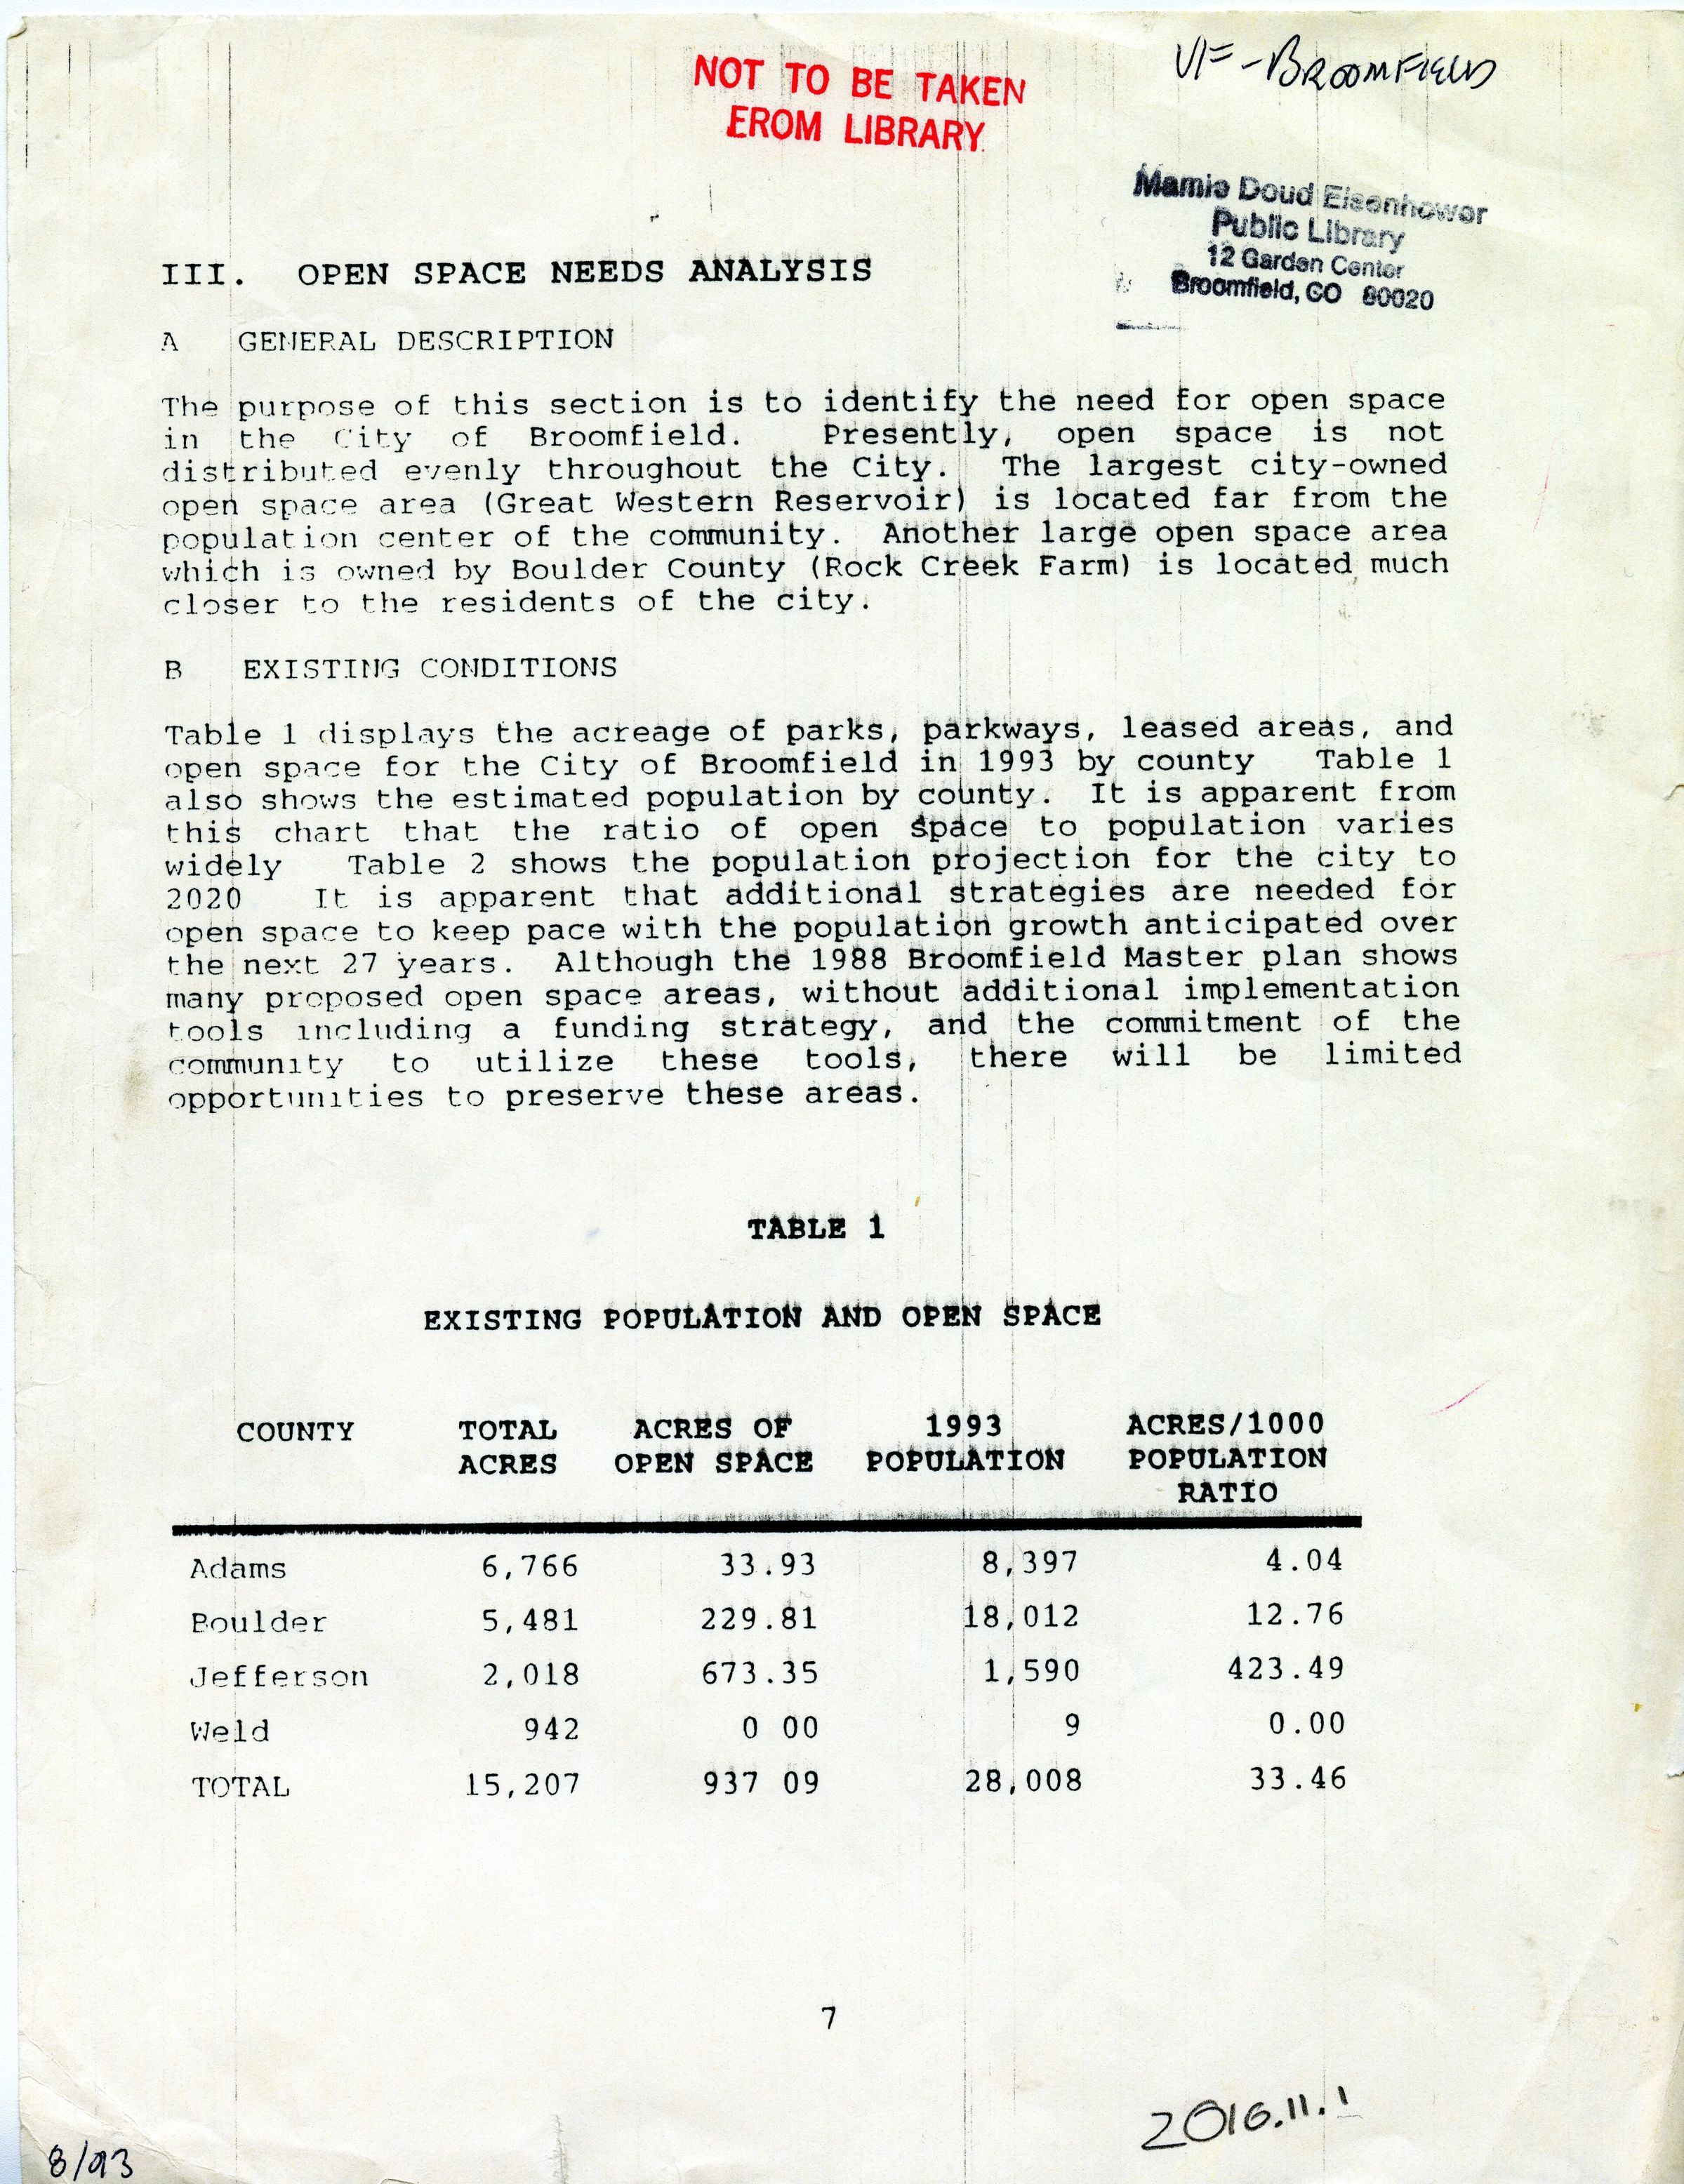 VF-BROOMFIELD
NOT TO BE TAKEN
FROM LIBRARY
Mamie Doud Eisenhower
Public Library
12 Garden Center
Broomfield, CO 80020
III. OPEN SPACE NEEDS ANALYSIS
A GENERAL DESCRIPTION
The purpose of this section is to identify the need for open space
in the City of Broomfield. Presently, open space is not
distributed evenly throughout the City. The largest city-owned
open space area (Great Western Reservoir) is located far from the
population center of the community. Another large open space area
which is owned by Boulder County (Rock Creek Farm) is located much
closer to the residents of the city.
B EXISTING CONDITIONS
Table 1 displays the acreage of parks, parkways, leased areas, and
open space for the City of Broomfield in 1993 by county Table 1
also shows the estimated population by county. It is apparent from
this chart that the ratio of open space to population varies
widely Table 2 shows the population projection for the city to
2020 It is apparent that additional strategies are needed for
open space to keep pace with the population growth anticipated over
the next 27 years. Although the 1988 Broomfield Master plan shows
many proposed open space areas, without additional implementation
tools including a funding strategy, and the commitment of the
community to utilize these tools, there will be limited
opportunities to preserve these areas.
TABLE 1
EXISTING POPULATION AND OPEN SPACE
COUNTY TOTAL ACRES OF 1993 ACRES/1000
ACRES OPEN SPACE POPULATION POPULATION
RATIO
Adams 6,766 33.93 8,397 4.04
Boulder 5,481 229.81 18,012 12.76
Jefferson 2,018 673.35 1,590 423.49
Weld 942 0 00 9 0.00
TOTAL 15,207 937 09 28,008 33.46
7
2016.11.1
8/93